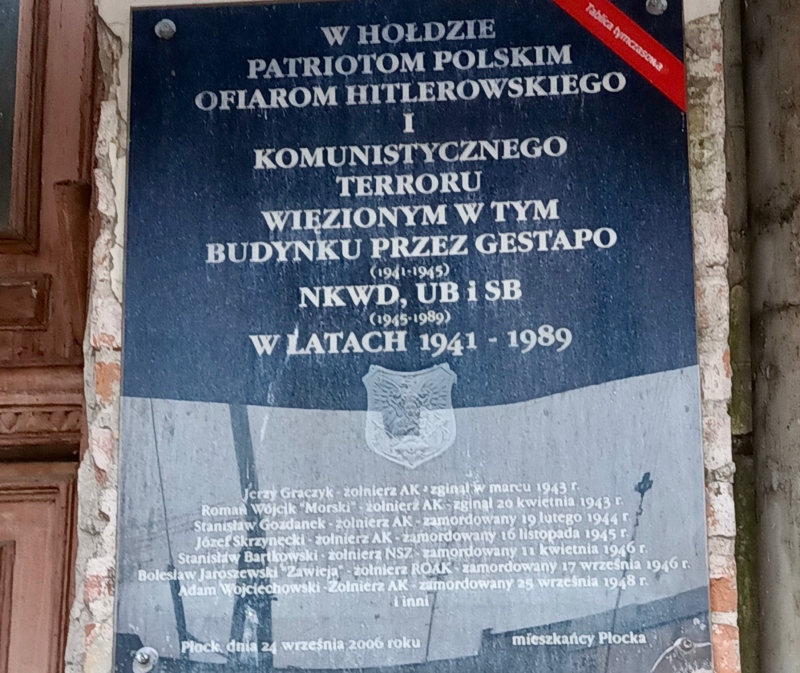 Tablica tymczasowa
W HOŁDZIE
PATRIOTOM POLSKIM
OFIAROM HITLEROWSKIEGO
I
KOMUNISTYCZNEGO
TERRORU
WIĘZIONYM W TYM
BUDYNKU PRZEZ GESTAPO
(1941-1945)
NKWD, UB i SB
(1945-1989)
W LATACH 1941 - 1989
Jerzy Graczyk - żołnierz AK - zginął w marcu 1943 r.
Roman Wójcik "Morski" - żołnierz AK - zginął 20 kwietnia 1943 r.
Stanisław Gozdanek - żołnierz AK - zamordowany 19 lutego 1944 r.
Józef Skrzynecki - żołnierz AK - zamordowany 16 listopada 1945 r.
Stanisław Bartkowski - żołnierz NSZ - zamordowany 11 kwietnia 1946 r.
Bolesław Jaroszewski "Zawieja" - żołnierz ROAK - zamordowany 17 września 1946 r.
Adam Wojciechowski - Żołnierz AK - zamordowany 29 września 1948 r.
i inni
Płock, dnia 24 września 2006 roku
mieszkańcy Płocka